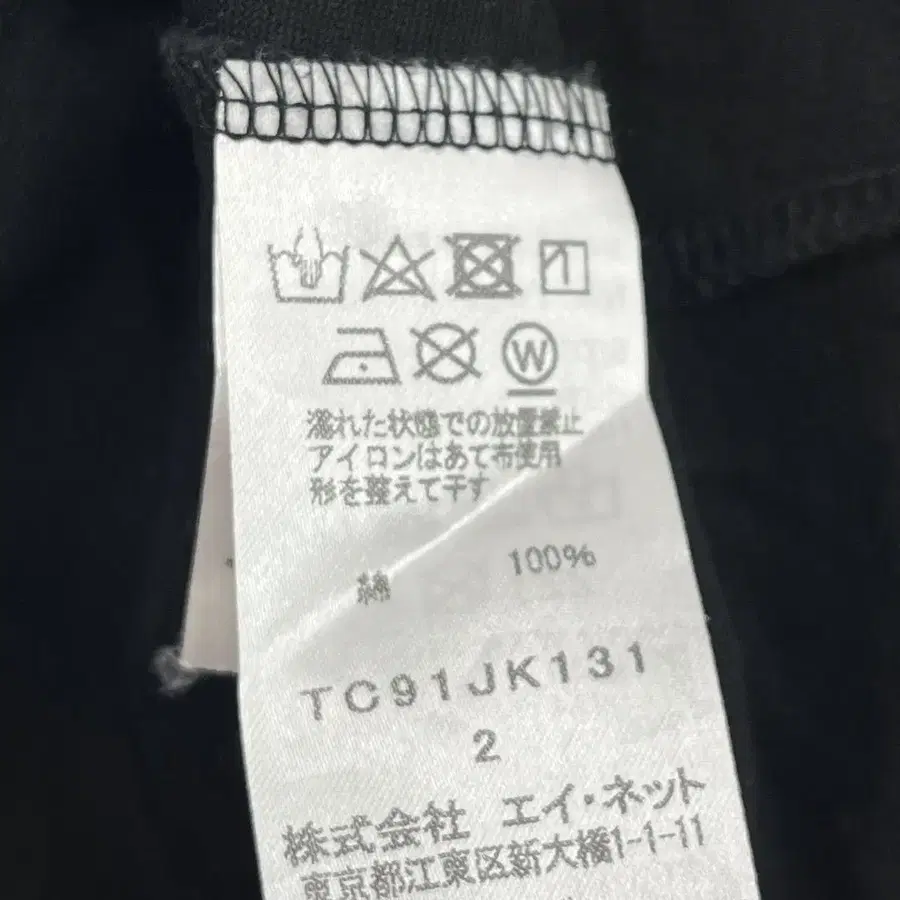 W
濡れた状態での放置禁止
アイロンはあて布使用
形を整えて干す
綿 100%
TC91JK131
2
株式会社 エイ・ネット
東京都江東区新大橋1-1-11